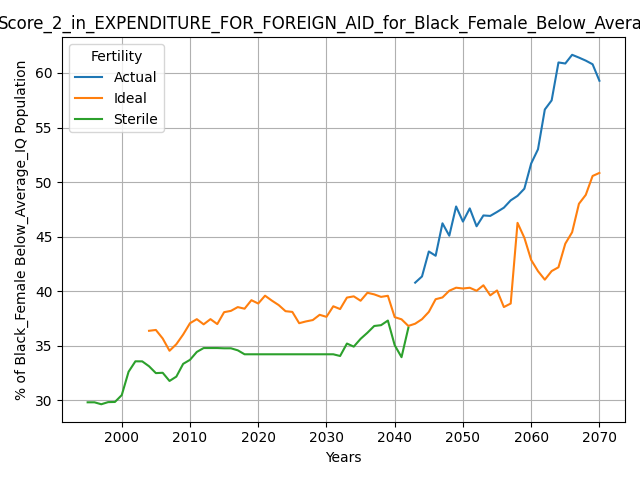 Score_2_in_EXPENDITURE_FOR_FOREIGN_AID_for_Black_Female_Below_Avera
Fertility
Actual
Ideal
Sterile
% of Black_Female Below_Average_IQ Population
60
55
50
45
40
35
30
2000 2010 2020 2030 2040 2050 2060 2070
Years